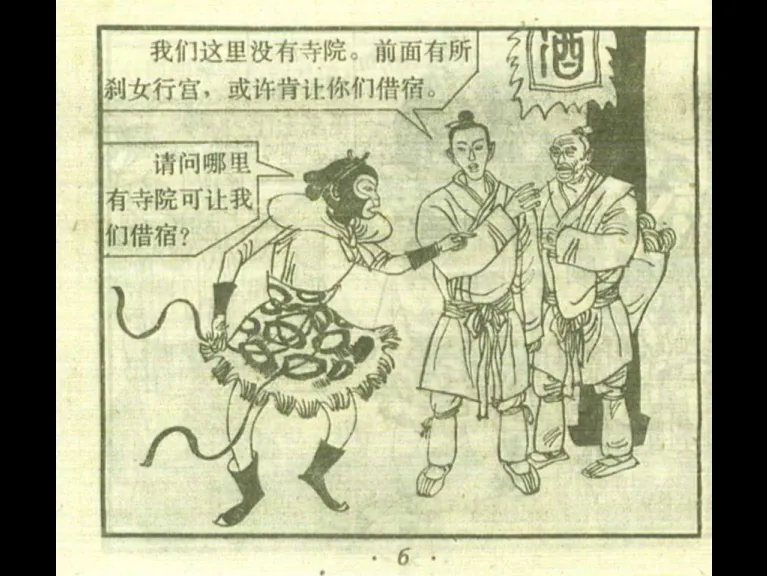 我们这里没有寺院。前面有所
刹女行宫，或许肯让你们借宿。
请问哪里
有寺院可让我
们借宿？
酒
· 6 ·